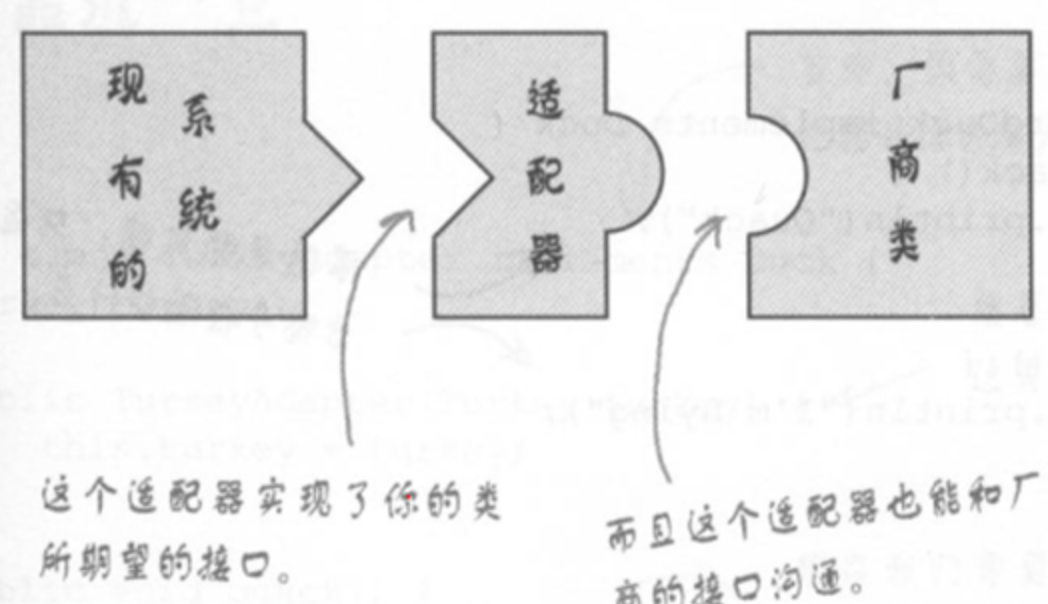 现有的
系统
适配器
厂商类
这个适配器实现了你的类
所期望的接口。
而且这个适配器也能和厂
商的接口沟通。